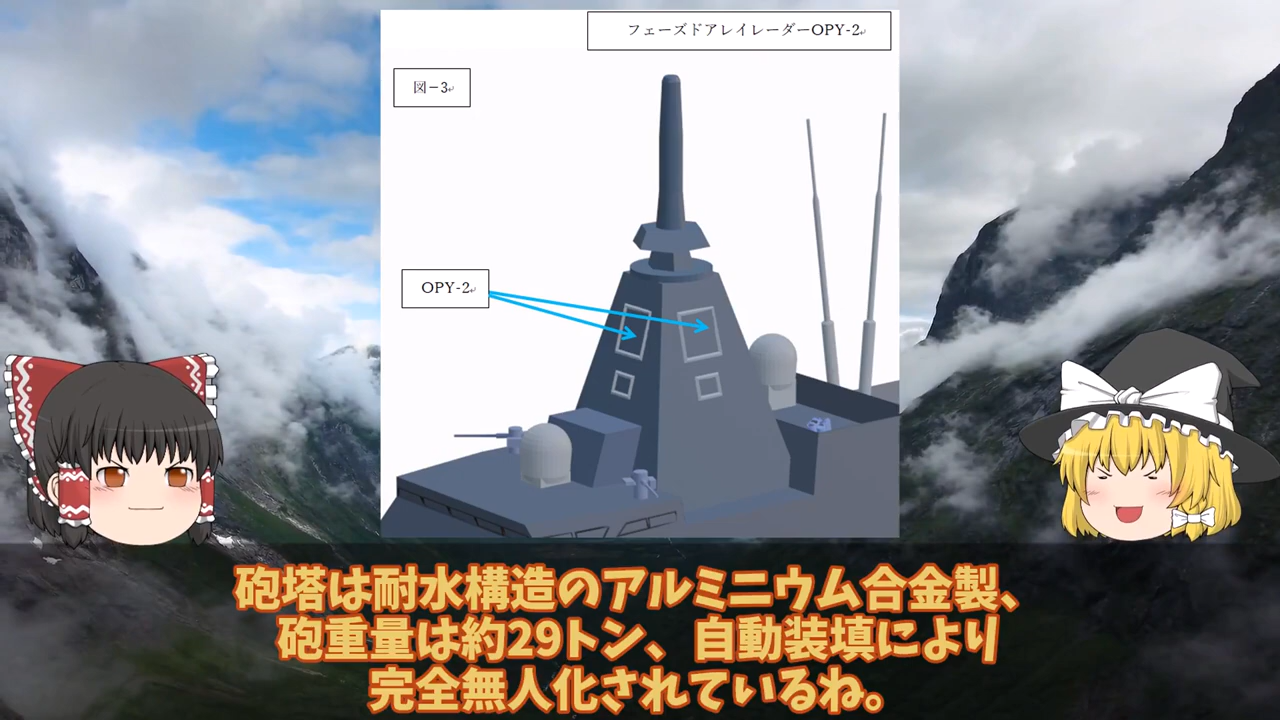 フェーズドアレイレーダーOPY-2
図－3
OPY-2
砲塔は耐水構造のアルミニウム合金製、
砲重量は約29トン、自動装填により
完全無人化されているね。